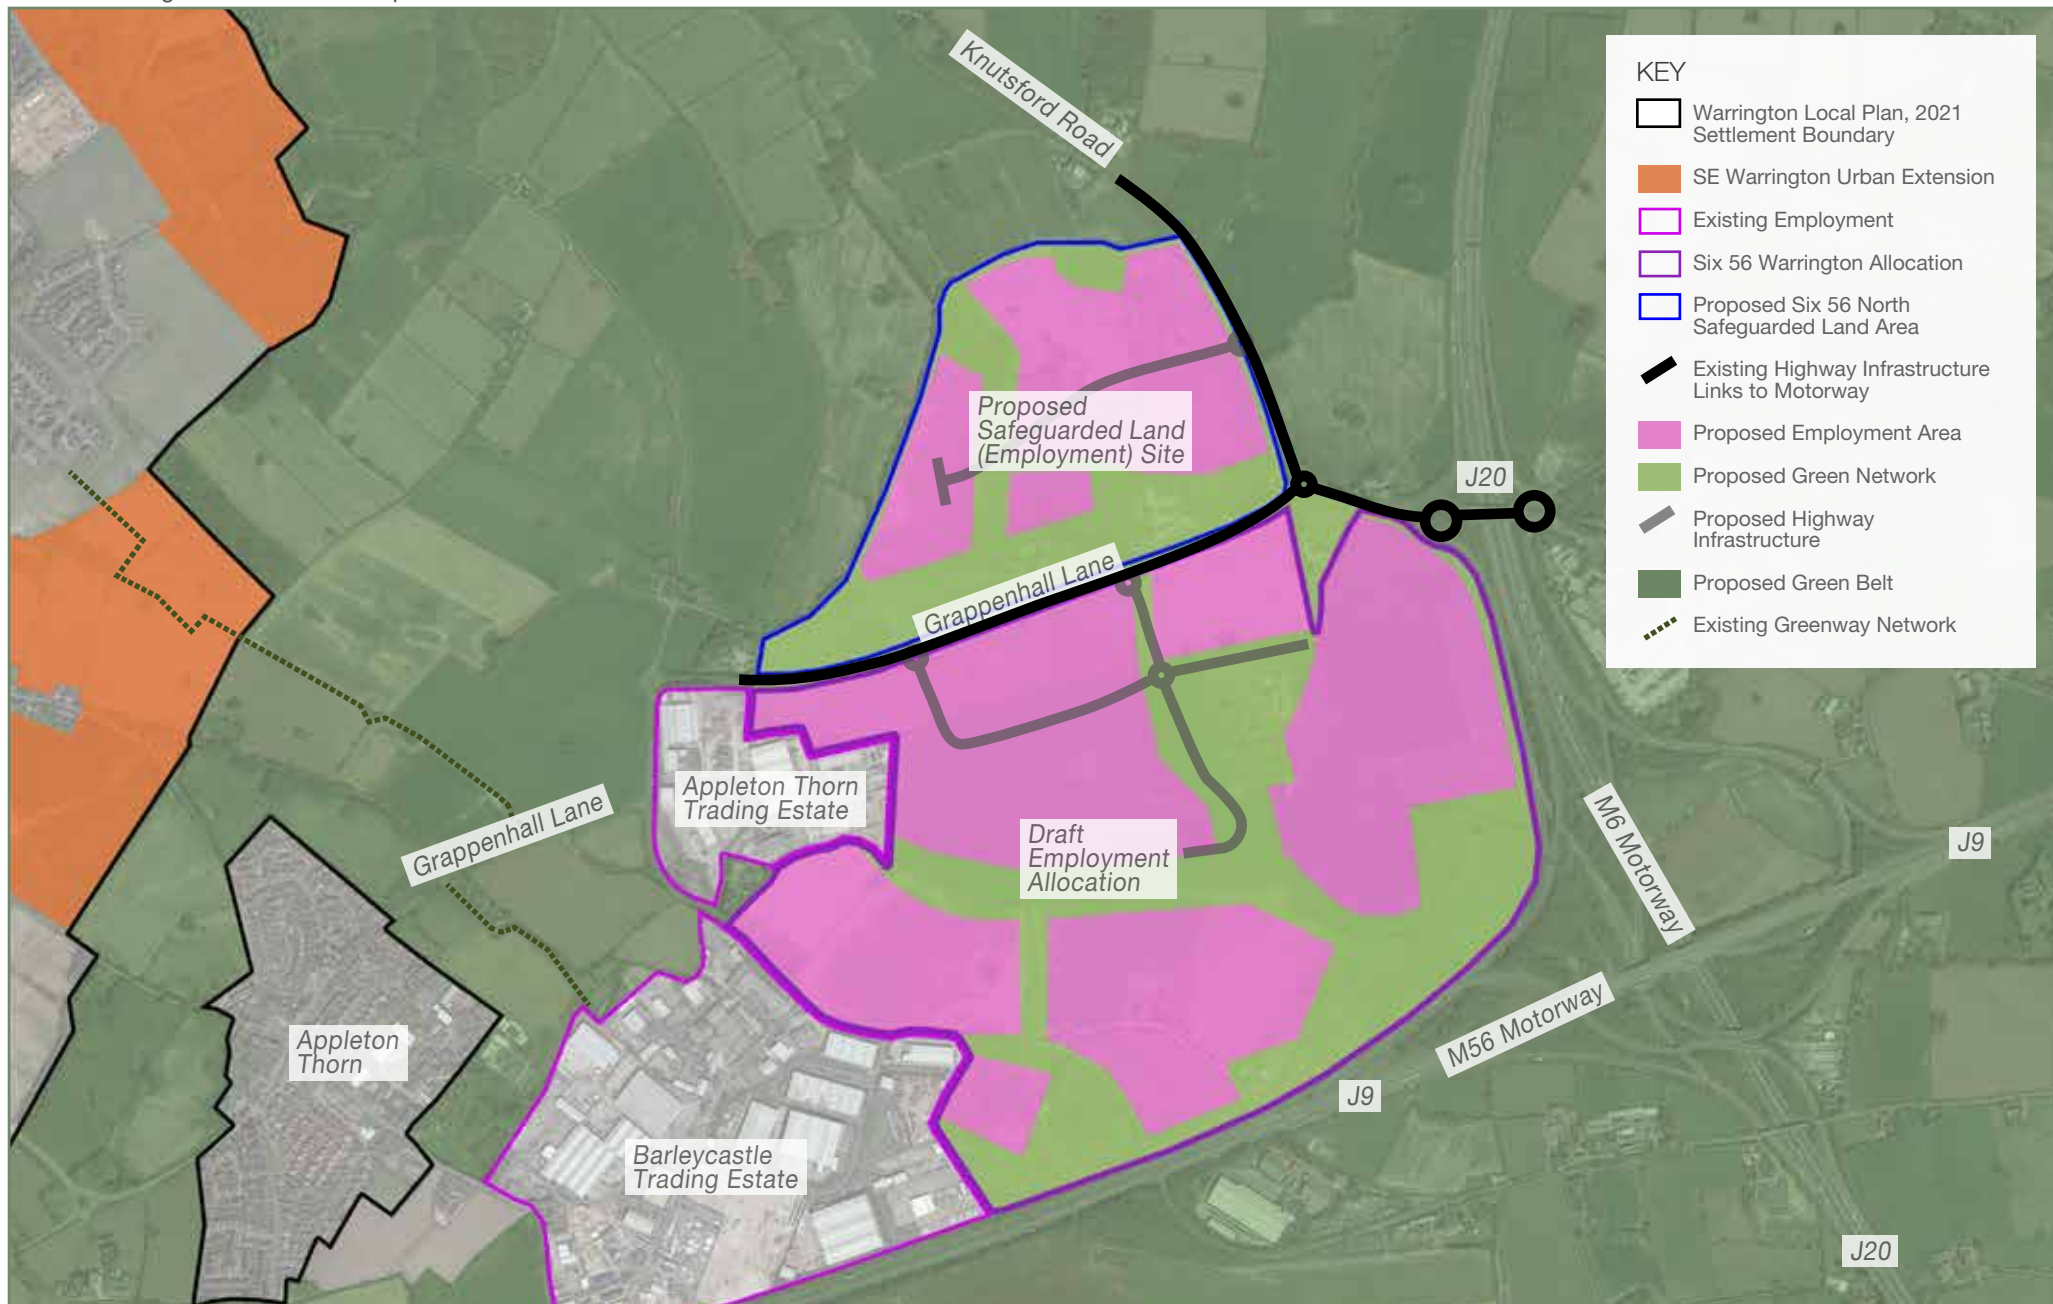 Knutsford Road
KEY
Warrington Local Plan, 2021
Settlement Boundary
SE Warrington Urban Extension
Existing Employment
Six 56 Warrington Allocation
Proposed Six 56 North
Safeguarded Land Area
Existing Highway Infrastructure
Links to Motorway
Proposed Employment Area
Proposed Green Network
Proposed Highway
Infrastructure
Proposed Green Belt
Existing Greenway Network
Proposed
Safeguarded Land
(Employment) Site
J20
Grappenhall Lane
Appleton Thorn
Trading Estate
Grappenhall Lane
Draft
Employment
Allocation
M6 Motorway
J9
M56 Motorway
J9
Appleton
Thorn
Barleycastle
Trading Estate
J20